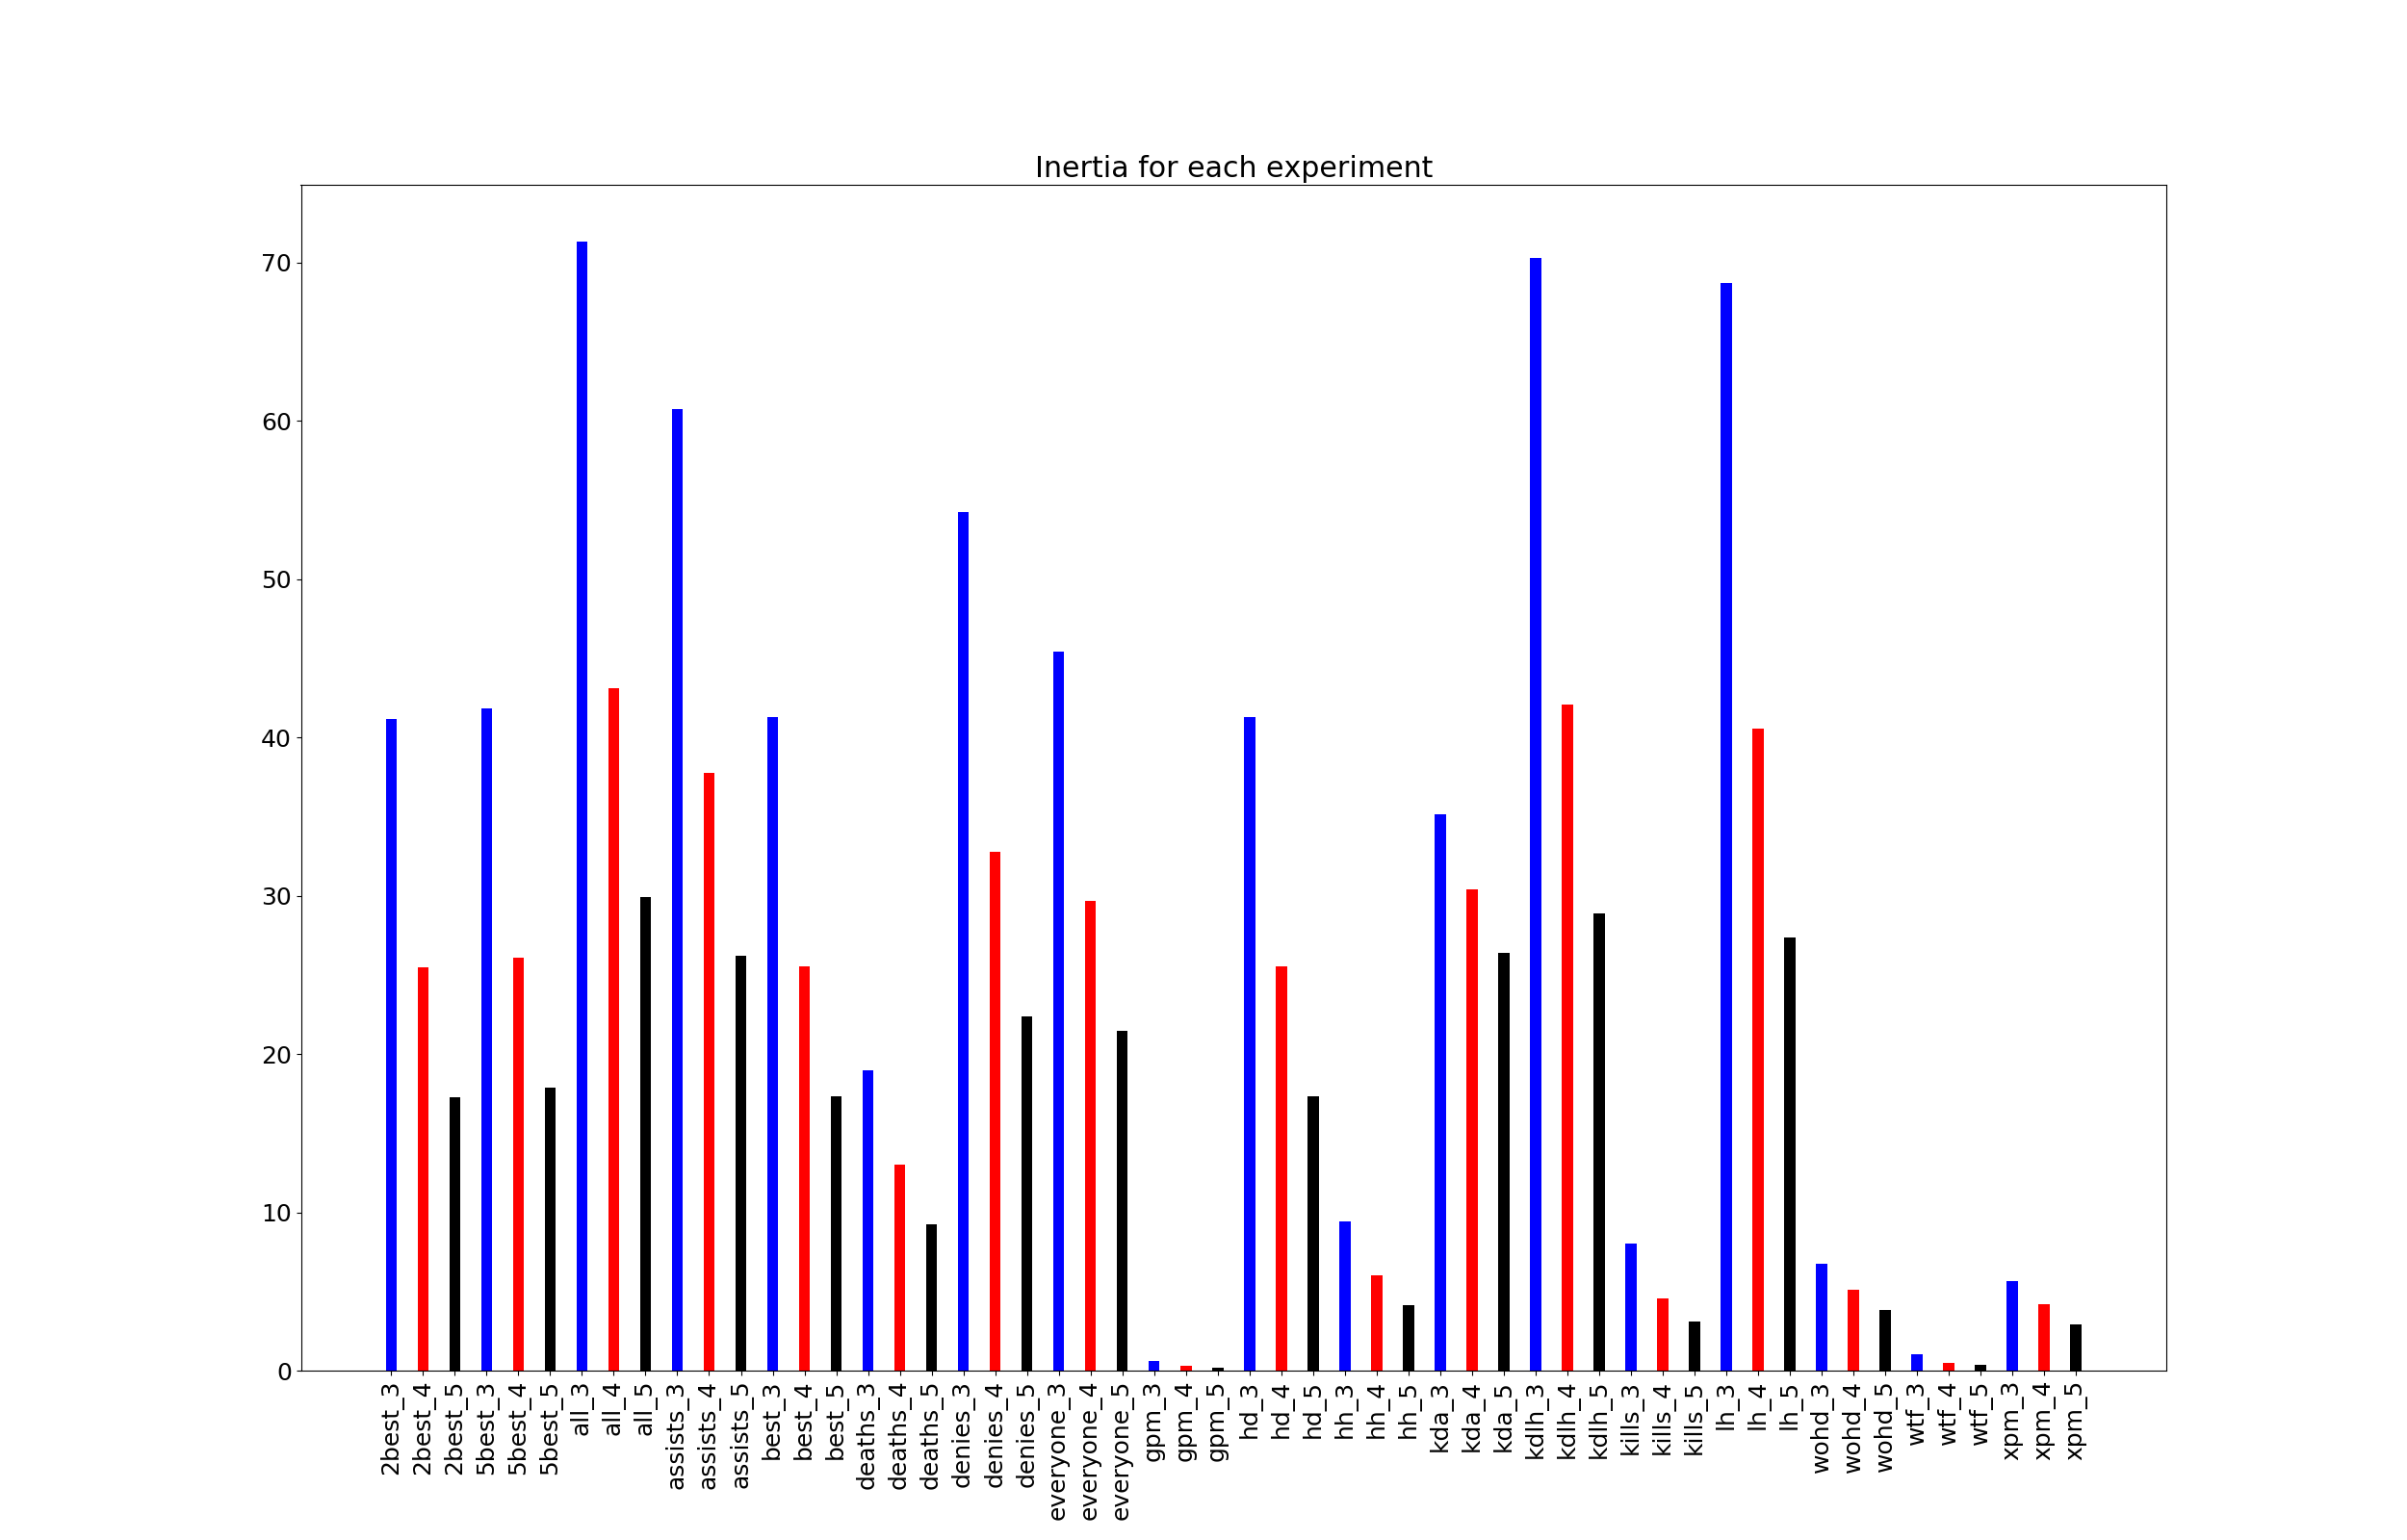 Inertia for each experiment
70
60
50
40
30
20
10
0
2best_3
2best_4
2best_5
5best_3
5best_4
5best_5
all_3
all_4
all_5
assists_3
assists_4
assists_5
best_3
best_4
best_5
deaths_3
deaths_4
deaths_5
denies_3
denies_4
denies_5
everyone_3
everyone_4
everyone_5
gpm_3
gpm_4
gpm_5
hd_3
hd_4
hd_5
hh_3
hh_4
hh_5
kda_3
kda_4
kda_5
kdlh_3
kdlh_4
kdlh_5
kills_3
kills_4
kills_5
lh_3
lh_4
lh_5
wohd_3
wohd_4
wohd_5
wtf_3
wtf_4
wtf_5
xpm_3
xpm_4
xpm_5